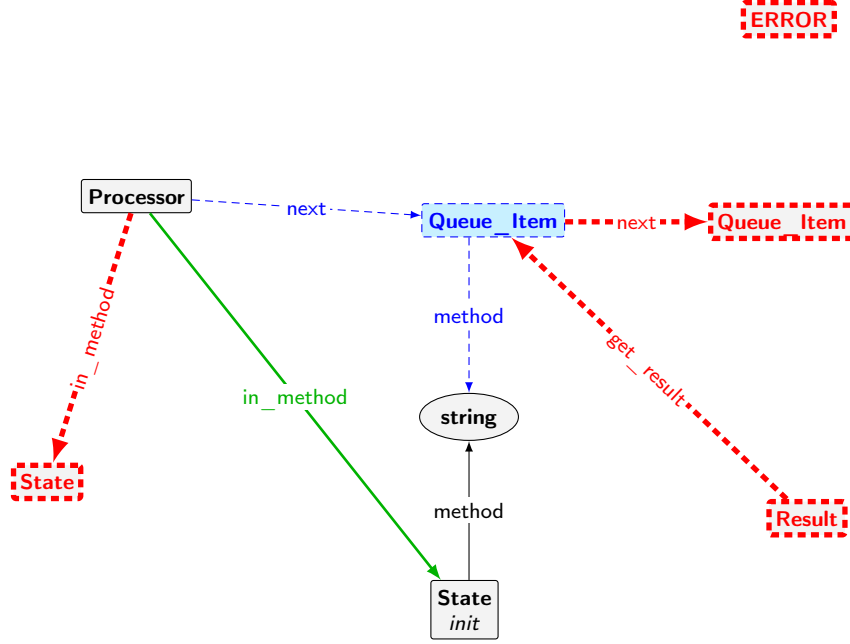 ERROR
Processor
next
Queue_Item
next
Queue_Item
in_method
method
get_result
in_method
string
State
method
Result
State
init